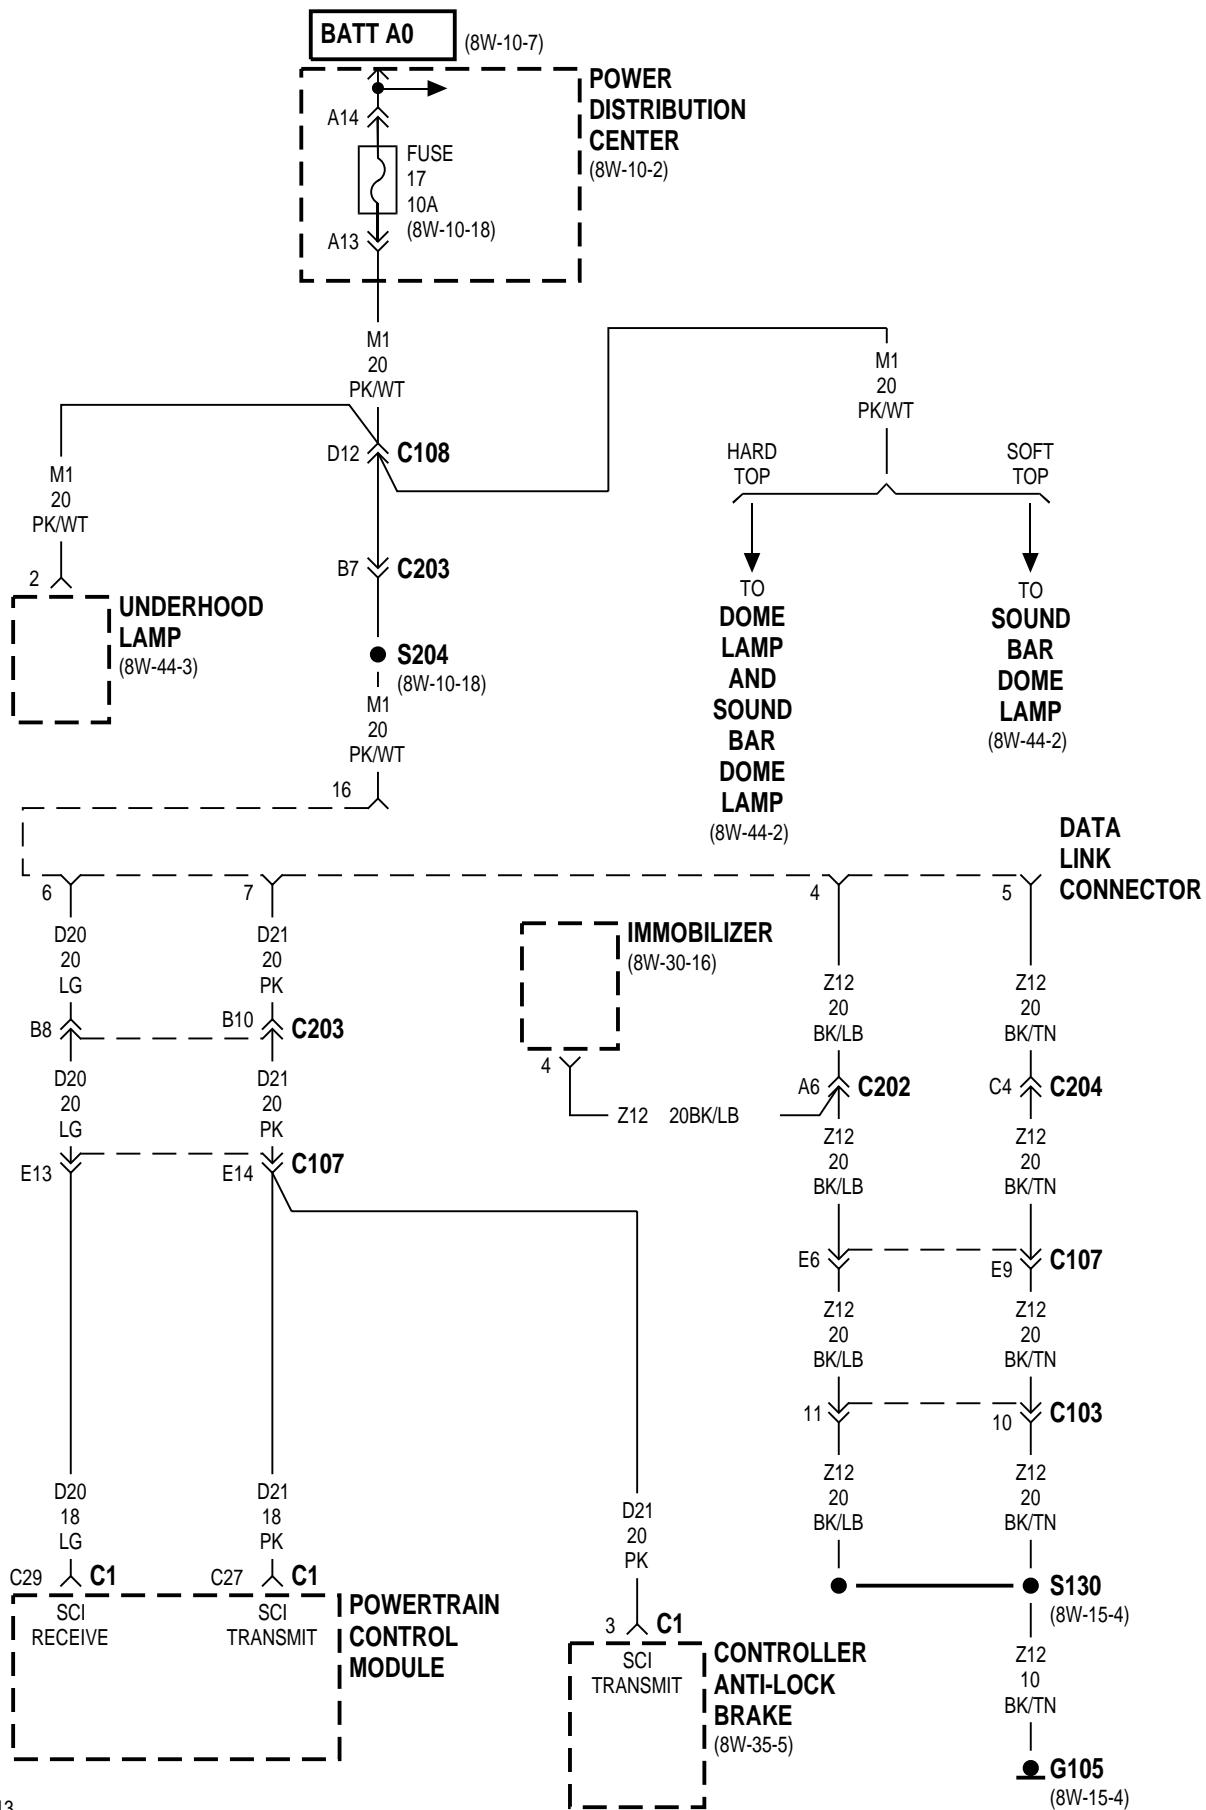 BATT A0
(8W-10-7)
POWER
DISTRIBUTION
CENTER
(8W-10-2)
A14
FUSE
17
10A
(8W-10-18)
A13
M1
20
PK/WT
M1
20
PK/WT
D12
C108
HARD
TOP
SOFT
TOP
M1
20
PK/WT
B7
C203
2
UNDERHOOD
LAMP
(8W-44-3)
TO
DOME
LAMP
AND
SOUND
BAR
DOME
LAMP
(8W-44-2)
TO
SOUND
BAR
DOME
LAMP
(8W-44-2)
S204
(8W-10-18)
M1
20
PK/WT
16
DATA
LINK
CONNECTOR
6
7
4
5
D20
20
LG
D21
20
PK
IMMOBILIZER
(8W-30-16)
Z12
20
BK/LB
Z12
20
BK/TN
B8
B10
C203
4
A6
C202
C4
C204
D20
20
LG
D21
20
PK
Z12 20BK/LB
Z12
20
BK/LB
Z12
20
BK/TN
E13
E14
C107
E6
E9
C107
Z12
20
BK/LB
Z12
20
BK/TN
11
10
C103
Z12
20
BK/LB
Z12
20
BK/TN
D20
18
LG
D21
18
PK
D21
20
PK
C29
C1
C27
C1
SCI
RECEIVE
SCI
TRANSMIT
POWERTRAIN
CONTROL
MODULE
S130
(8W-15-4)
3
C1
SCI
TRANSMIT
CONTROLLER
ANTI-LOCK
BRAKE
(8W-35-5)
Z12
10
BK/TN
G105
(8W-15-4)